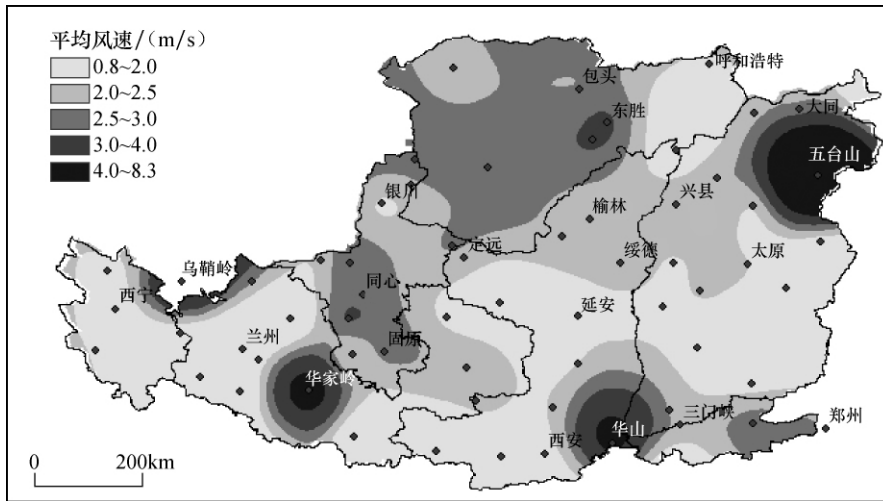 平均风速/(m/s)
0.8~2.0
2.0~2.5
2.5~3.0
3.0~4.0
4.0~8.3
呼和浩特
包头
大同
东胜
五台山
银川
兴县
榆林
定远
绥德
太原
乌鞘岭
同心
西宁
延安
兰州
固原
华家岭
三门峡
郑州
华山
西安
0
200km